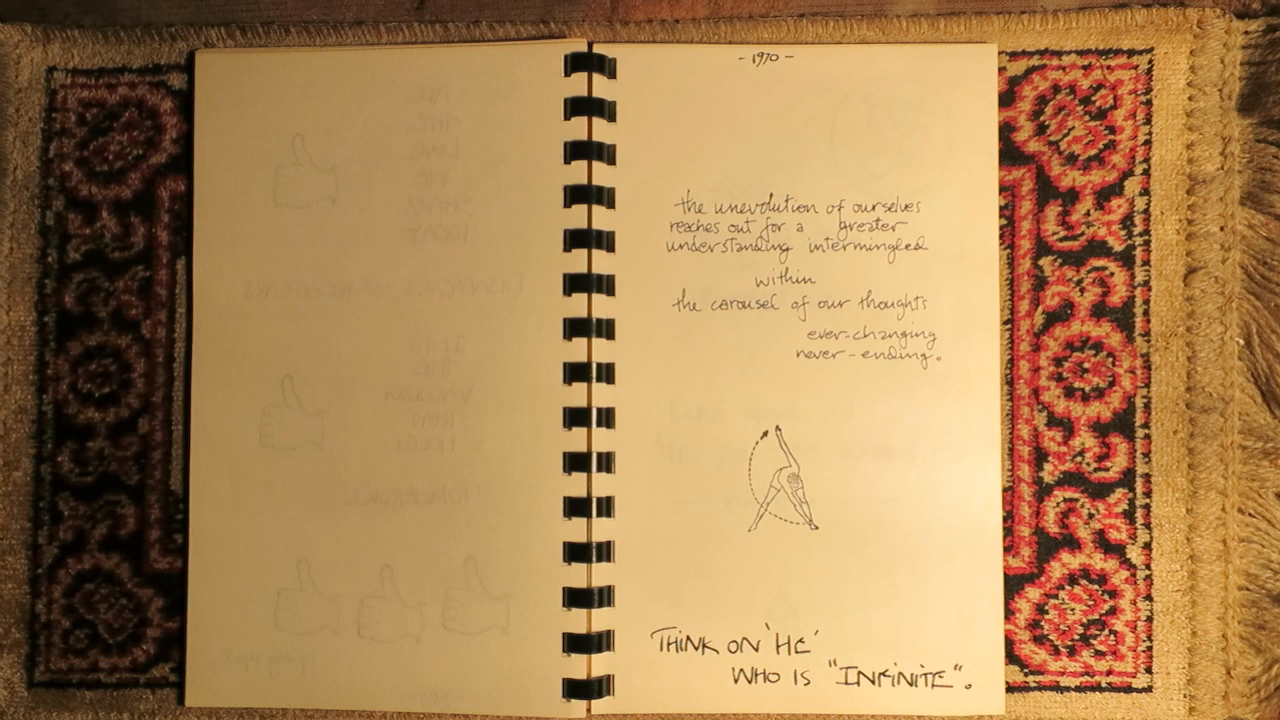 - 1970 -
the unevolution of ourselves
reaches out for a greater
understanding intermingled
within
the carousel of our thoughts
ever-changing
never-ending.
THINK ON 'HE'
WHO IS "INFINITE".